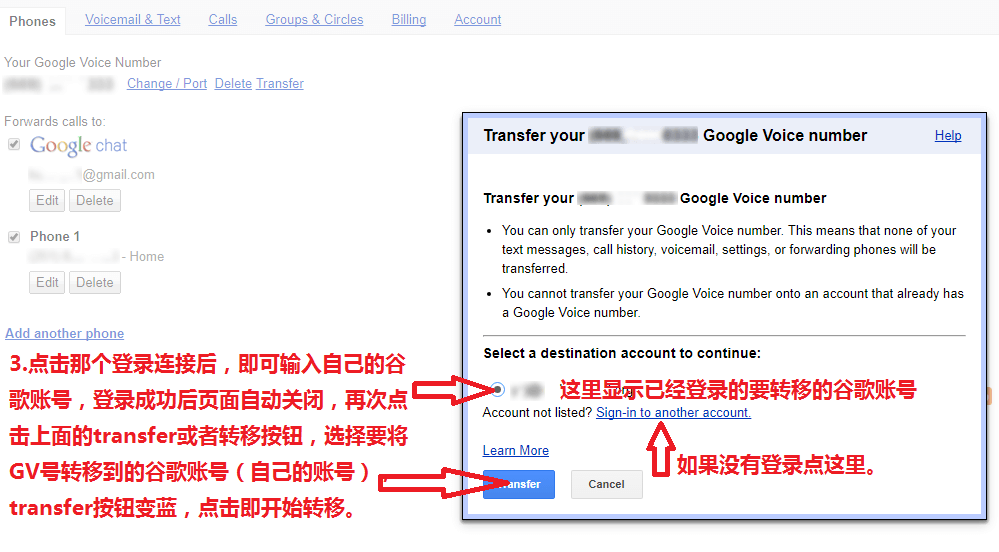 Phones Voicemail & Text Calls Groups & Circles Billing Account
Your Google Voice Number
Change / Port Delete Transfer
Forwards calls to:
Google chat
@gmail.com
Edit Delete
Phone 1
- Home
Edit Delete
Add another phone
3.点击那个登录连接后，即可输入自己的谷
歌账号，登录成功后页面自动关闭，再次点
击上面的transfer或者转移按钮，选择要将
GV号转移到的谷歌账号（自己的账号），
transfer按钮变蓝，点击即开始转移。
Transfer your Google Voice number Help
Transfer your Google Voice number
• You can only transfer your Google Voice number. This means that none of your
text messages, call history, voicemail, settings, or forwarding phones will be
transferred.
• You cannot transfer your Google Voice number onto an account that already has
a Google Voice number.
Select a destination account to continue:
这里显示已经登录的要转移的谷歌账号
Account not listed? Sign-in to another account.
如果没有登录点这里。
Learn More
Transfer Cancel